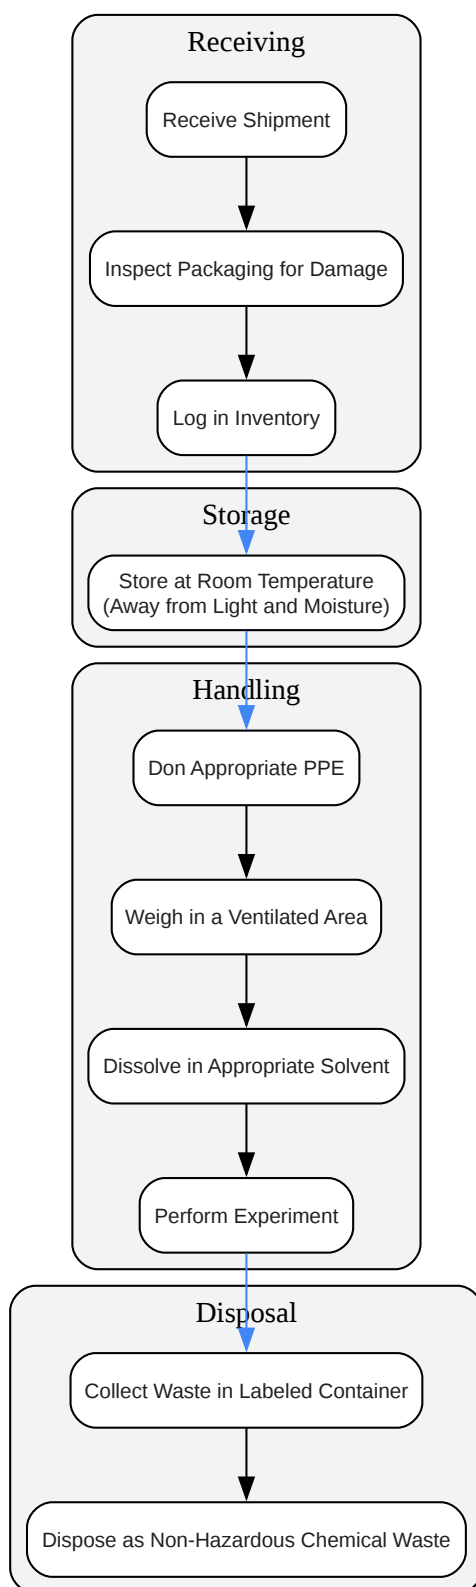 Receiving
Receive Shipment
Inspect Packaging for Damage
Log in Inventory
Storage
Store at Room Temperature
(Away from Light and Moisture)
Handling
Don Appropriate PPE
Weigh in a Ventilated Area
Dissolve in Appropriate Solvent
Perform Experiment
Disposal
Collect Waste in Labeled Container
Dispose as Non-Hazardous Chemical Waste